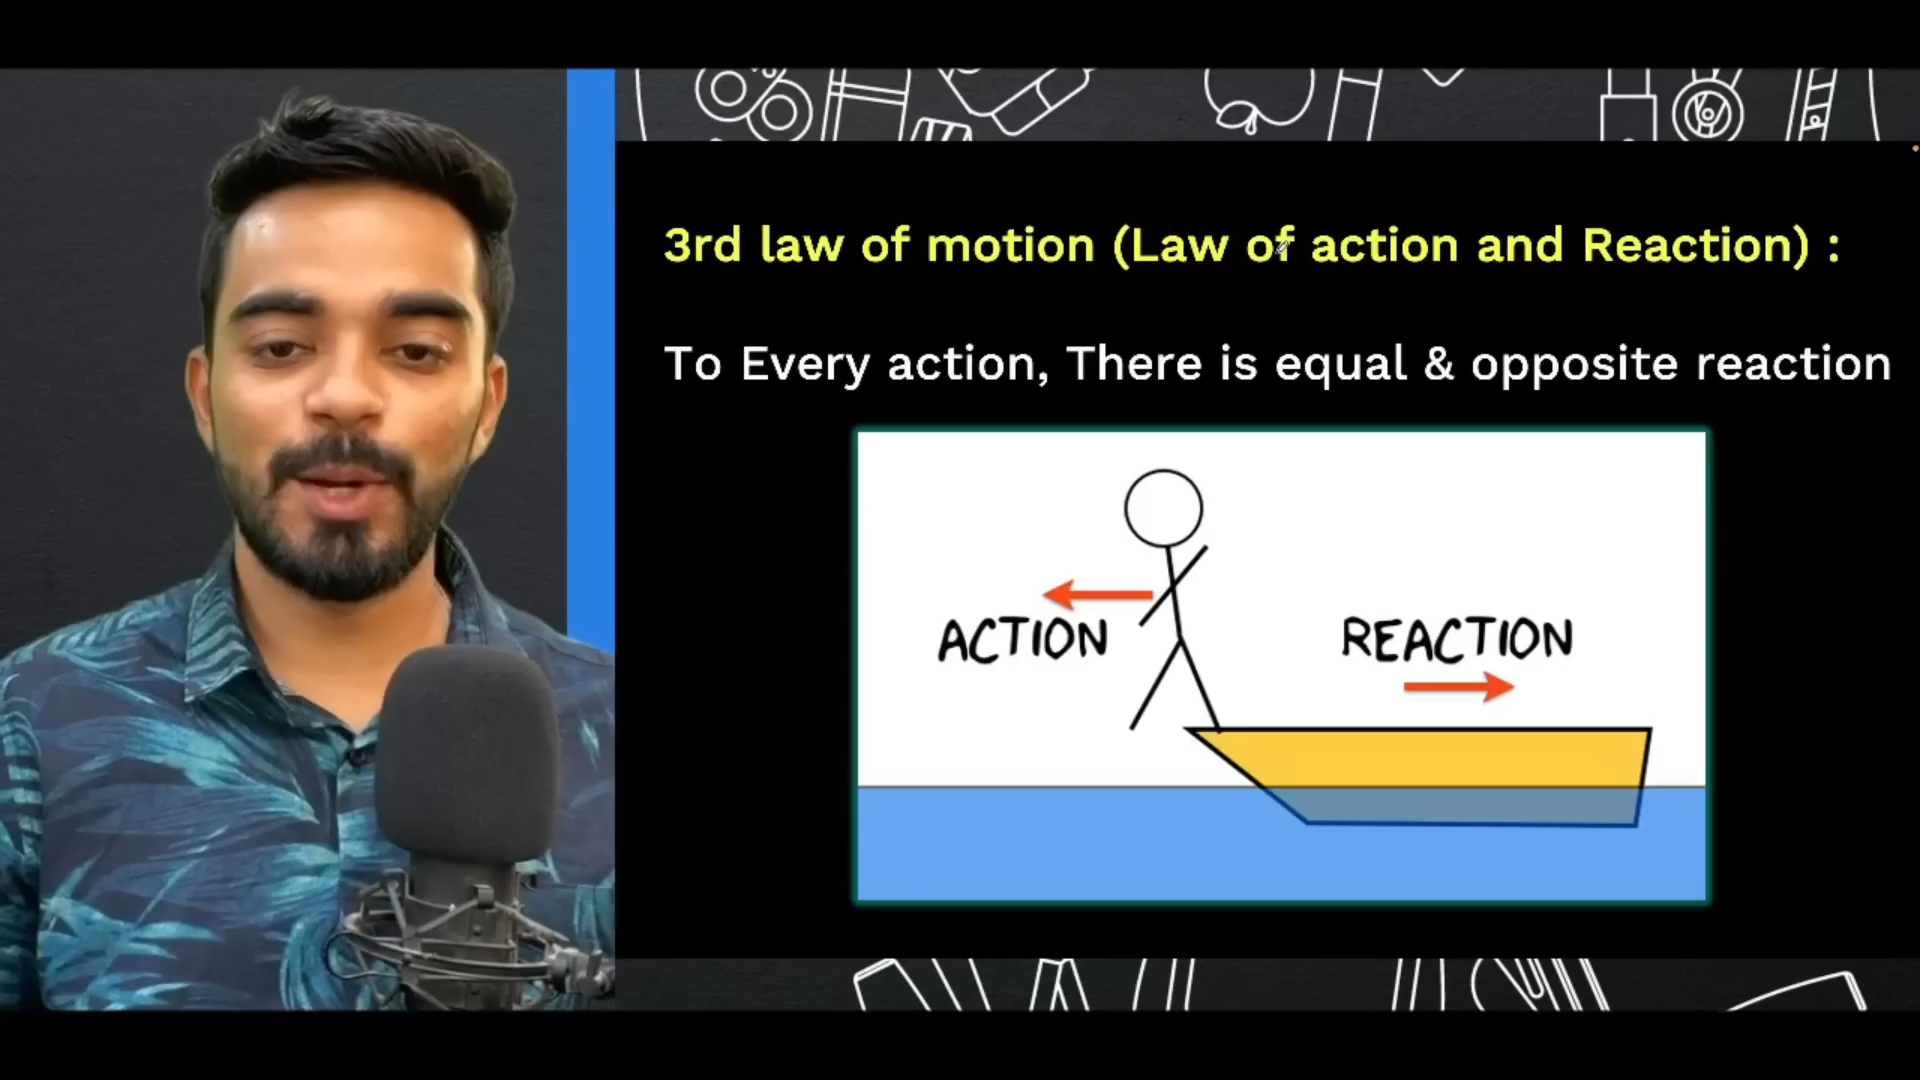 3rd law of motion (Law of action and Reaction) :
To Every action, There is equal & opposite reaction
ACTION
REACTION